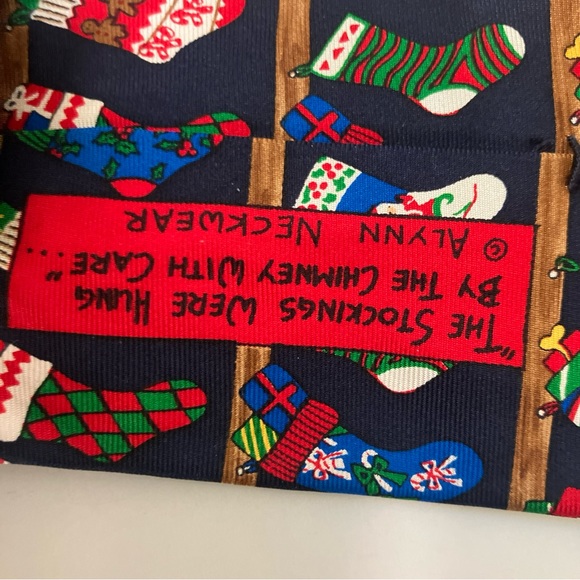 "THE STOCKINGS WERE HUNG
BY THE CHIMNEY WITH CARE..."
© ALYNN NECKWEAR